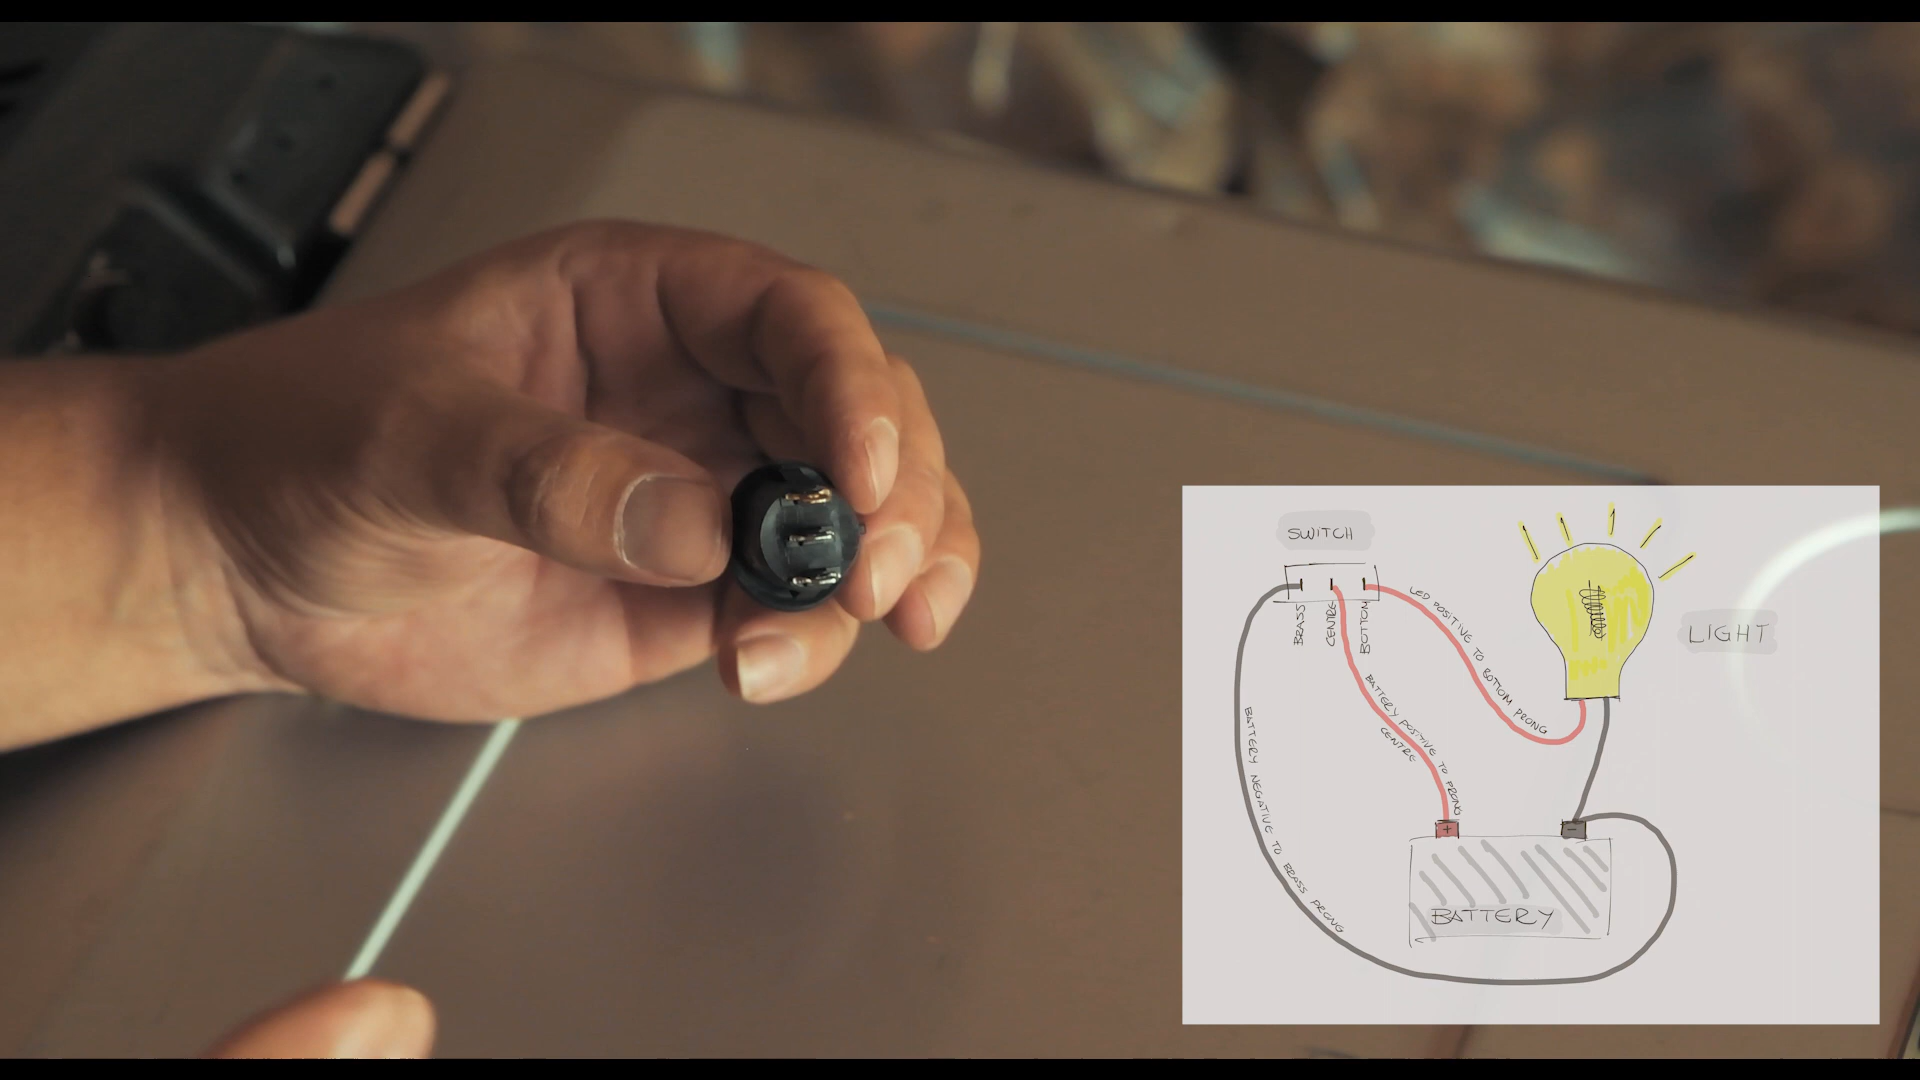 SWITCH
BRASS
CENTRE
BOTTOM
LED POSITIVE TO BOTTOM PRONG
LIGHT
BATTERY POSITIVE TO PRONG
CENTRE
BATTERY NEGATIVE TO BRASS PRONG
+
-
BATTERY